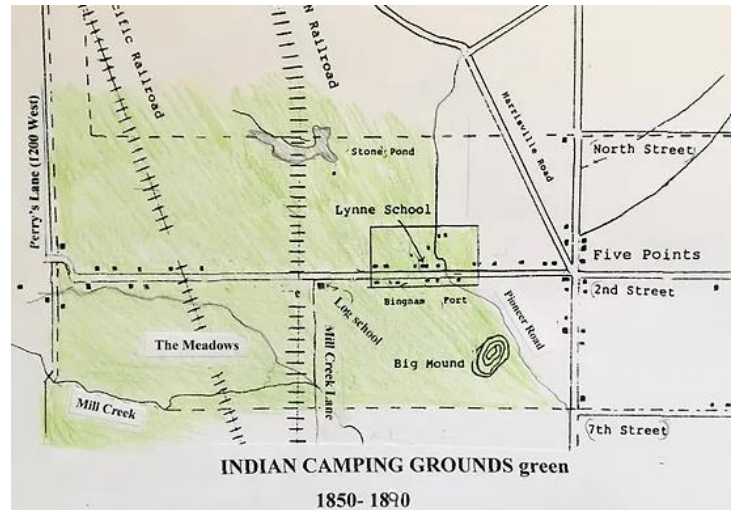 cific Railroad
N Railroad
Harrisville Road
Perry's Lane (1200 West)
Stone Pond
North Street
Lynne School
Five Points
2nd Street
Bingham Fort
Log school
Pioneer Road
The Meadows
Mill Creek Lane
Big Mound
Mill Creek
7th Street
INDIAN CAMPING GROUNDS green
1850-1890